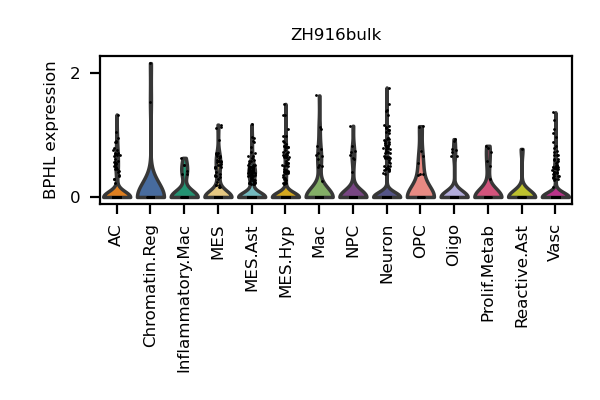 ZH916bulk
BPHL expression
2
0
AC
Chromatin.Reg
Inflammatory.Mac
MES
MES.Ast
MES.Hyp
Mac
NPC
Neuron
OPC
Oligo
Prolif.Metab
Reactive.Ast
Vasc